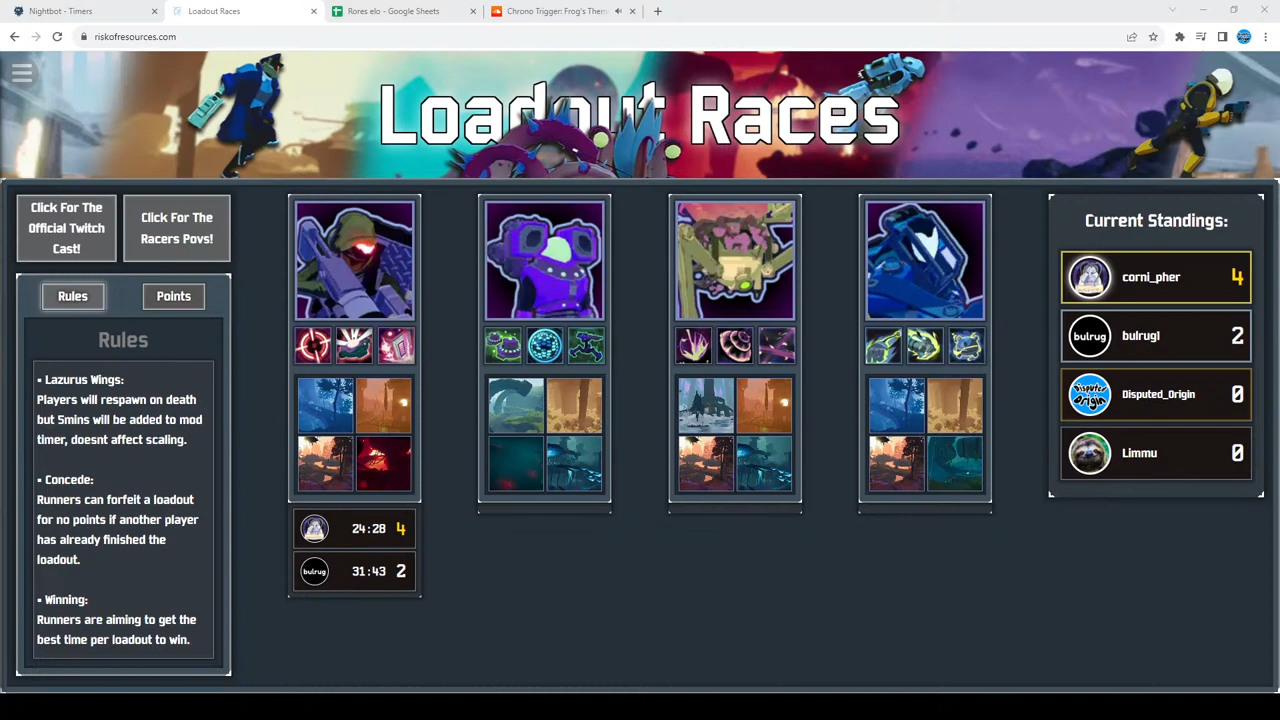 Nightbot - Timers
Loadout Races
Rores elo - Google Sheets
Chrono Trigger: Frog's Them
riskofresources.com
Loadout Races
Click For The
Official Twitch
Cast!
Click For The
Racers Povs!
Rules
Points
Rules
▪ Lazurus Wings:
Players will respawn on death
but 5mins will be added to mod
timer, doesnt affect scaling.
▪ Concede:
Runners can forfeit a loadout
for no points if another player
has already finished the
loadout.
▪ Winning:
Runners are aiming to get the
best time per loadout to win.
24:28 4
bulrug 31:43 2
Current Standings:
corni_pher 4
bulrug bulrug1 2
Disputed Origin Disputed_Origin 0
Limmu 0